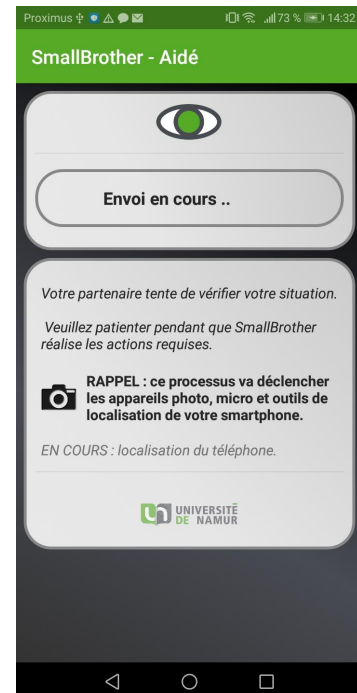 Proximus 73 % 14:32
SmallBrother - Aidé
Envoi en cours ..
Votre partenaire tente de vérifier votre situation.
Veuillez patienter pendant que SmallBrother
réalise les actions requises.
RAPPEL : ce processus va déclencher
les appareils photo, micro et outils de
localisation de votre smartphone.
EN COURS : localisation du téléphone.
UNIVERSITÉ
DE NAMUR